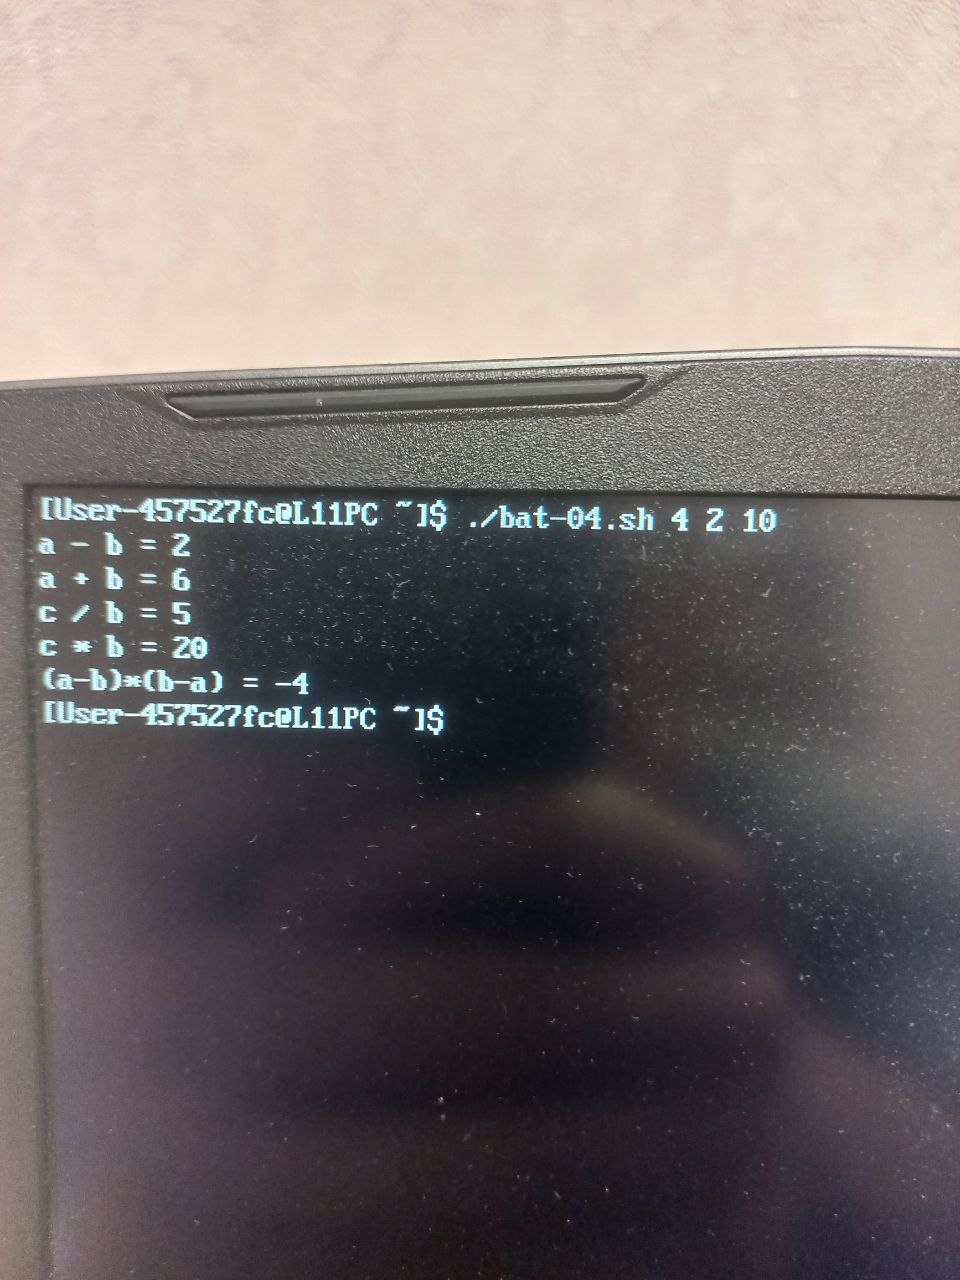 [User-457527fc@L11PC ~]$ ./bat-04.sh 4 2 10
a - b = 2
a + b = 6
c / b = 5
c * b = 20
(a-b)*(b-a) = -4
[User-457527fc@L11PC ~]$